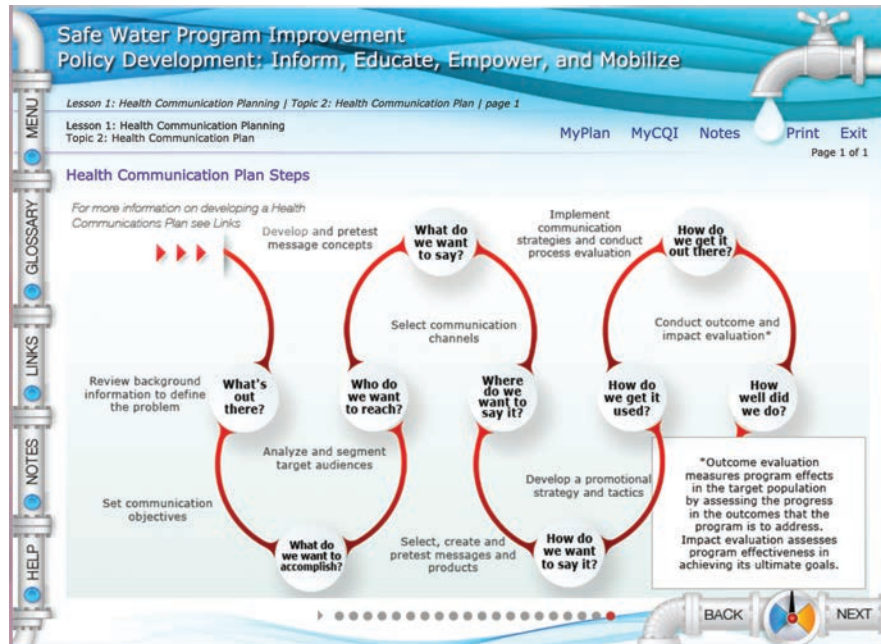 Safe Water Program Improvement
Policy Development: Inform, Educate, Empower, and Mobilize
Lesson 1: Health Communication Planning | Topic 2: Health Communication Plan | page 1
Lesson 1: Health Communication Planning
Topic 2: Health Communication Plan
MyPlan MyCQI Notes Print Exit
Page 1 of 1
MENU
GLOSSARY
LINKS
NOTES
HELP
Health Communication Plan Steps
For more information on developing a Health
Communications Plan see Links
Review background
information to define
the problem
What's
out
there?
Set communication
objectives
What do
we want to
accomplish?
Analyze and segment
target audiences
Who do
we want
to reach?
Develop and pretest
message concepts
What do
we want
to say?
Select communication
channels
Where
do we
want to
say it?
Select, create and
pretest messages and
products
How do
we want
to say it?
Develop a promotional
strategy and tactics
How do
we get it
used?
Implement
communication
strategies and conduct
process evaluation
How do
we get it
out there?
Conduct outcome and
impact evaluation*
How
well did
we do?
*Outcome evaluation
measures program effects
in the target population
by assessing the progress
in the outcomes that the
program is to address.
Impact evaluation assesses
program effectiveness in
achieving its ultimate goals.
BACK NEXT